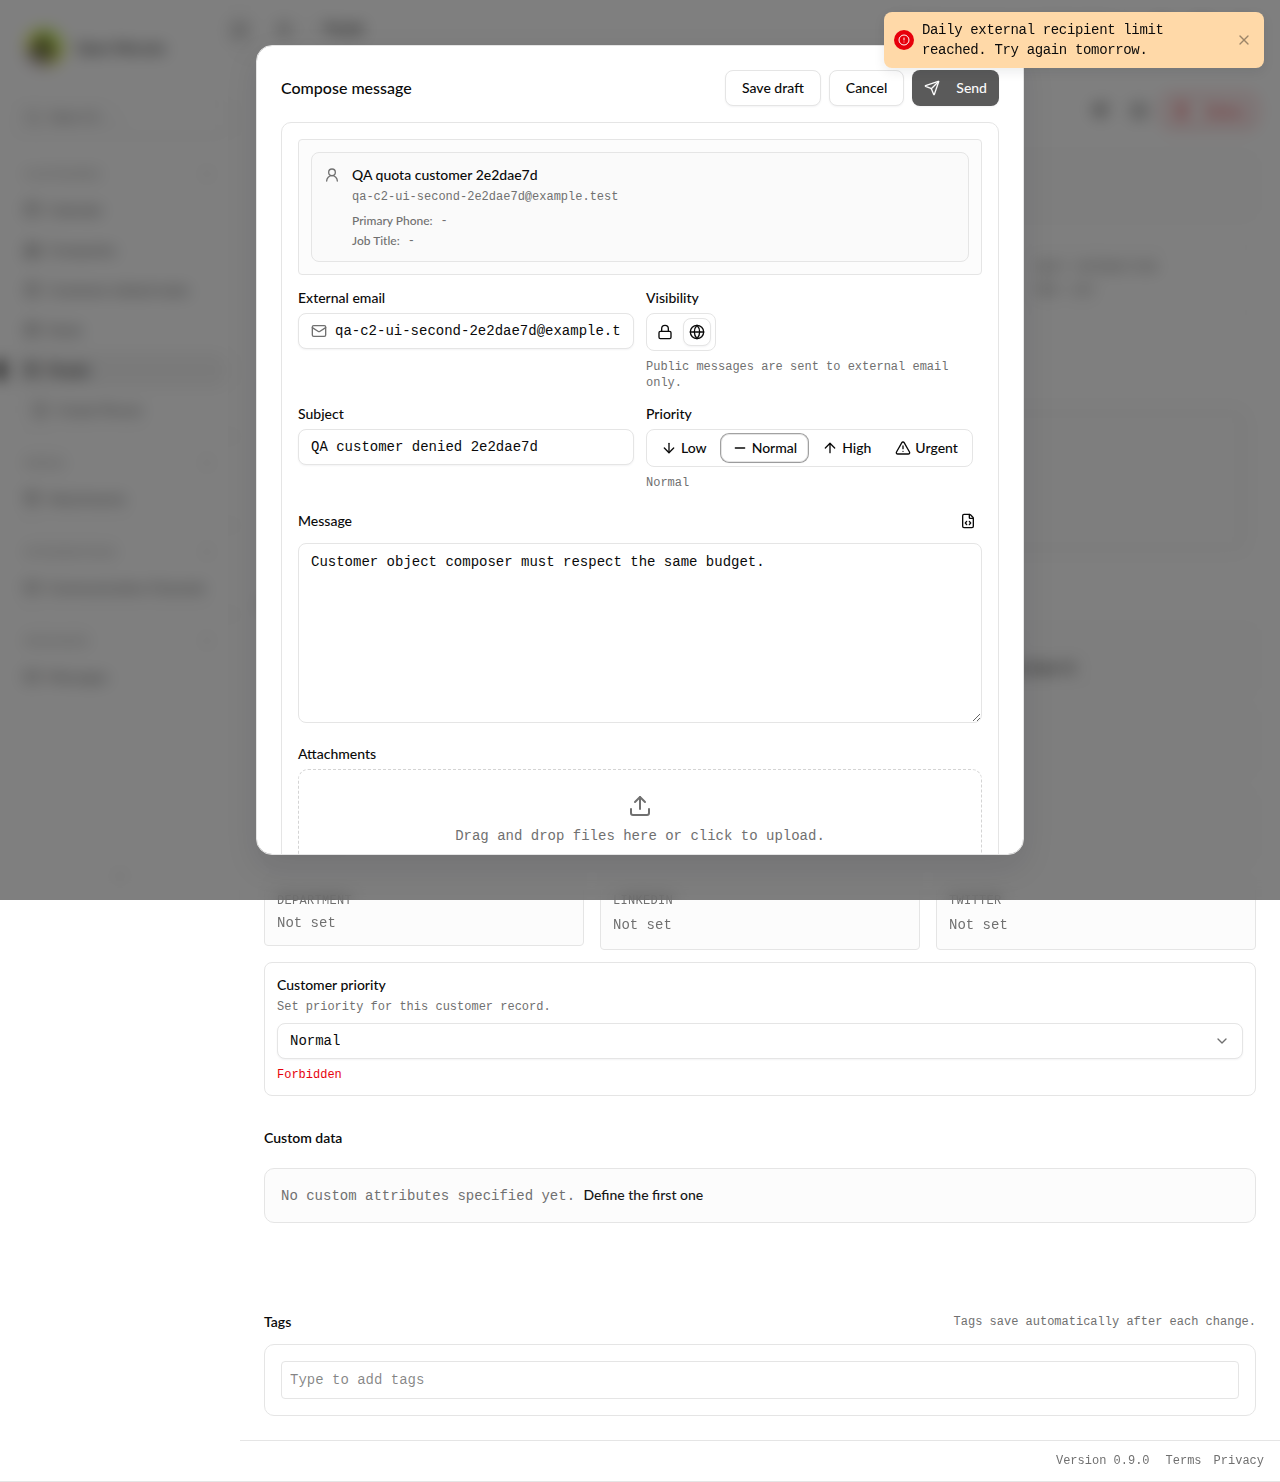 Daily external recipient limit
reached. Try again tomorrow.
Compose message
Save draft
Cancel
Send
QA quota customer 2e2dae7d
qa-c2-ui-second-2e2dae7d@example.test
Primary Phone: -
Job Title: -
External email
Visibility
qa-c2-ui-second-2e2dae7d@example.t
Public messages are sent to external email
only.
Subject
Priority
QA customer denied 2e2dae7d
Low
Normal
High
Urgent
Normal
Message
Customer object composer must respect the same budget.
Attachments
Drag and drop files here or click to upload.
DEPARTMENT
LINKEDIN
TWITTER
Not set
Not set
Not set
Customer priority
Set priority for this customer record.
Normal
Forbidden
Custom data
No custom attributes specified yet. Define the first one
Tags
Tags save automatically after each change.
Type to add tags
Version 0.9.0 Terms Privacy